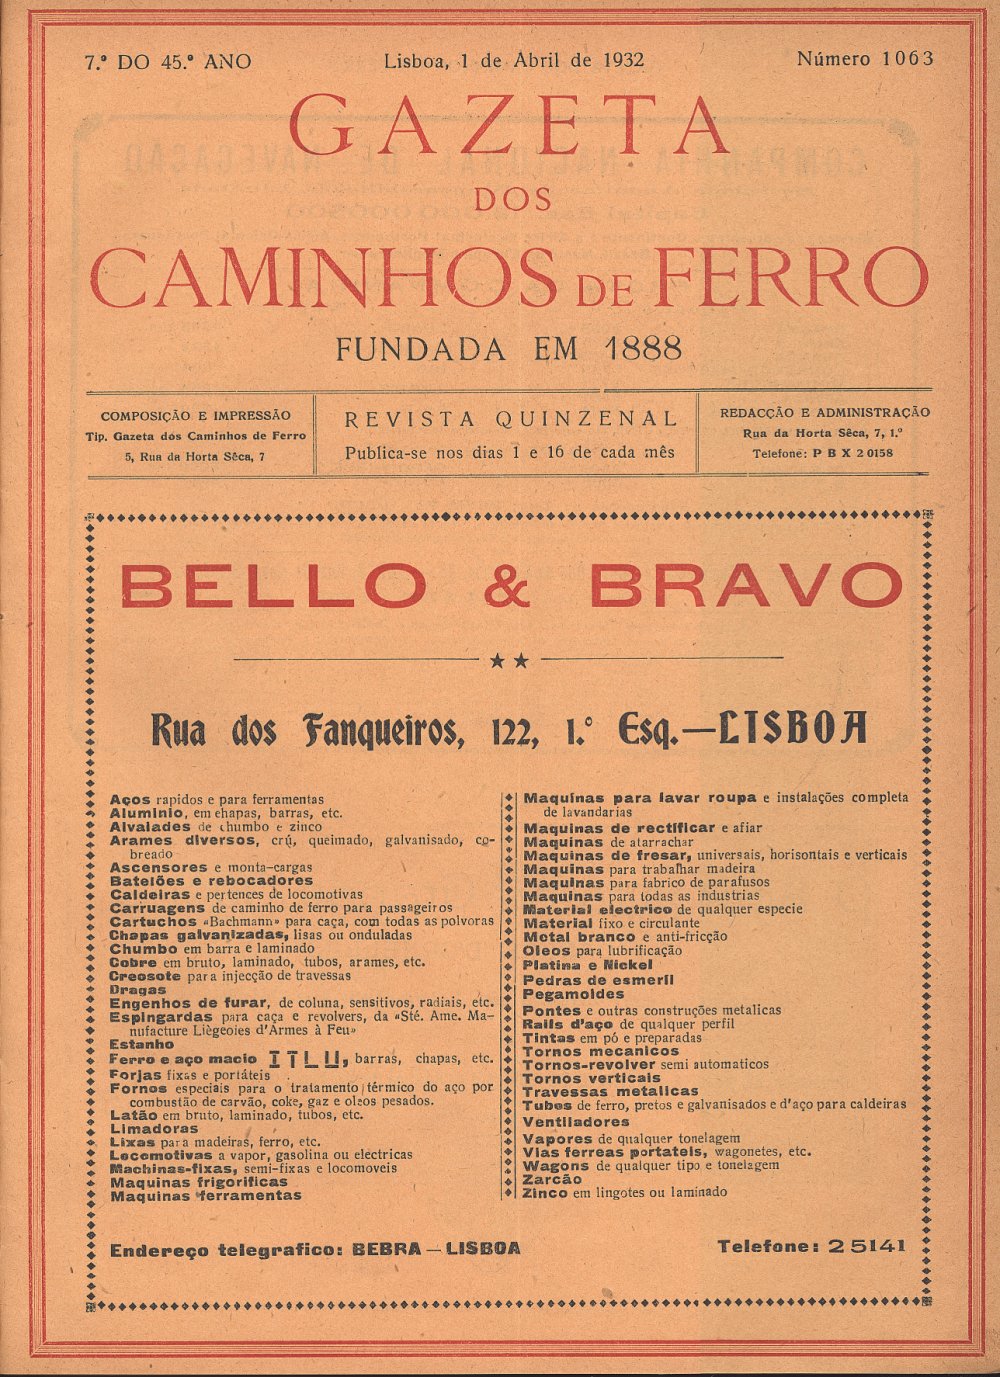 7.º DO 45.º ANO
Lisboa, 1 de Abril de 1932
Número 1063
GAZETA
DOS
CAMINHOS DE FERRO
FUNDADA EM 1888
COMPOSIÇÃO E IMPRESSÃO
Tip. Gazeta dos Caminhos de Ferro
5, Rua da Horta Sêca, 7
REVISTA QUINZENAL
Publica-se nos dias 1 e 16 de cada mês
REDACÇÃO E ADMINISTRAÇÃO
Rua da Horta Sêca, 7, 1.º
Telefone: P B X 2 0158
BELLO & BRAVO
Rua dos Fanqueiros, 122, 1.º Esq.—LISBOA
Aços rapidos e para ferramentas
Aluminio, em chapas, barras, etc.
Alvaiades de chumbo e zinco
Arames diversos, crú, queimado, galvanisado, co-
breado
Ascensores e monta-cargas
Batelões e rebocadores
Caldeiras e pertences de locomotivas
Carruagens de caminho de ferro para passageiros
Cartuchos «Bachmann» para caça, com todas as polvoras
Chapas galvanizadas, lisas ou onduladas
Chumbo em barra e laminado
Cobre em bruto, laminado, tubos, arames, etc.
Creosote para injecção de travessas
Dragas
Engenhos de furar, de coluna, sensitivos, radiais, etc.
Espingardas para caça e revolvers, da «Sté. Ame. Ma-
nufacture Liègeoies d'Armes à Feu»
Estanho
Ferro e aço macio I T L U, barras, chapas, etc.
Forjas fixas e portáteis
Fornos especiais para o tratamento térmico do aço por
combustão de carvão, coke, gaz e oleos pesados.
Latão em bruto, laminado, tubos, etc.
Limadoras
Lixas para madeiras, ferro, etc.
Locomotivas a vapor, gasolina ou eléctricas
Machinas-fixas, semi-fixas e locomoveis
Maquinas frigorificas
Maquinas ferramentas
Maquinas para lavar roupa e instalações completa
de lavandarias
Maquinas de rectificar e afiar
Maquinas de atarrachar
Maquinas de fresar, universais, horisontais e verticais
Maquinas para trabalhar madeira
Maquinas para fabrico de parafusos
Maquinas para todas as industrias
Material electrico de qualquer especie
Material fixo e circulante
Metal branco e anti-fricção
Oleos para lubrificação
Platina e Nickel
Pedras de esmeril
Pegamoides
Pontes e outras construções metalicas
Rails d'aço de qualquer perfil
Tintas em pó e preparadas
Tornos mecanicos
Tornos-revolver semi automaticos
Tornos verticais
Travessas metalicas
Tubos de ferro, pretos e galvanisados e d'aço para caldeiras
Ventiladores
Vapores de qualquer tonelagem
Vias ferreas portateis, wagonetes, etc.
Wagons de qualquer tipo e tonelagem
Zarcão
Zinco em lingotes ou laminado
Endereço telegrafico: BEBRA — LISBOA
Telefone: 2 5141